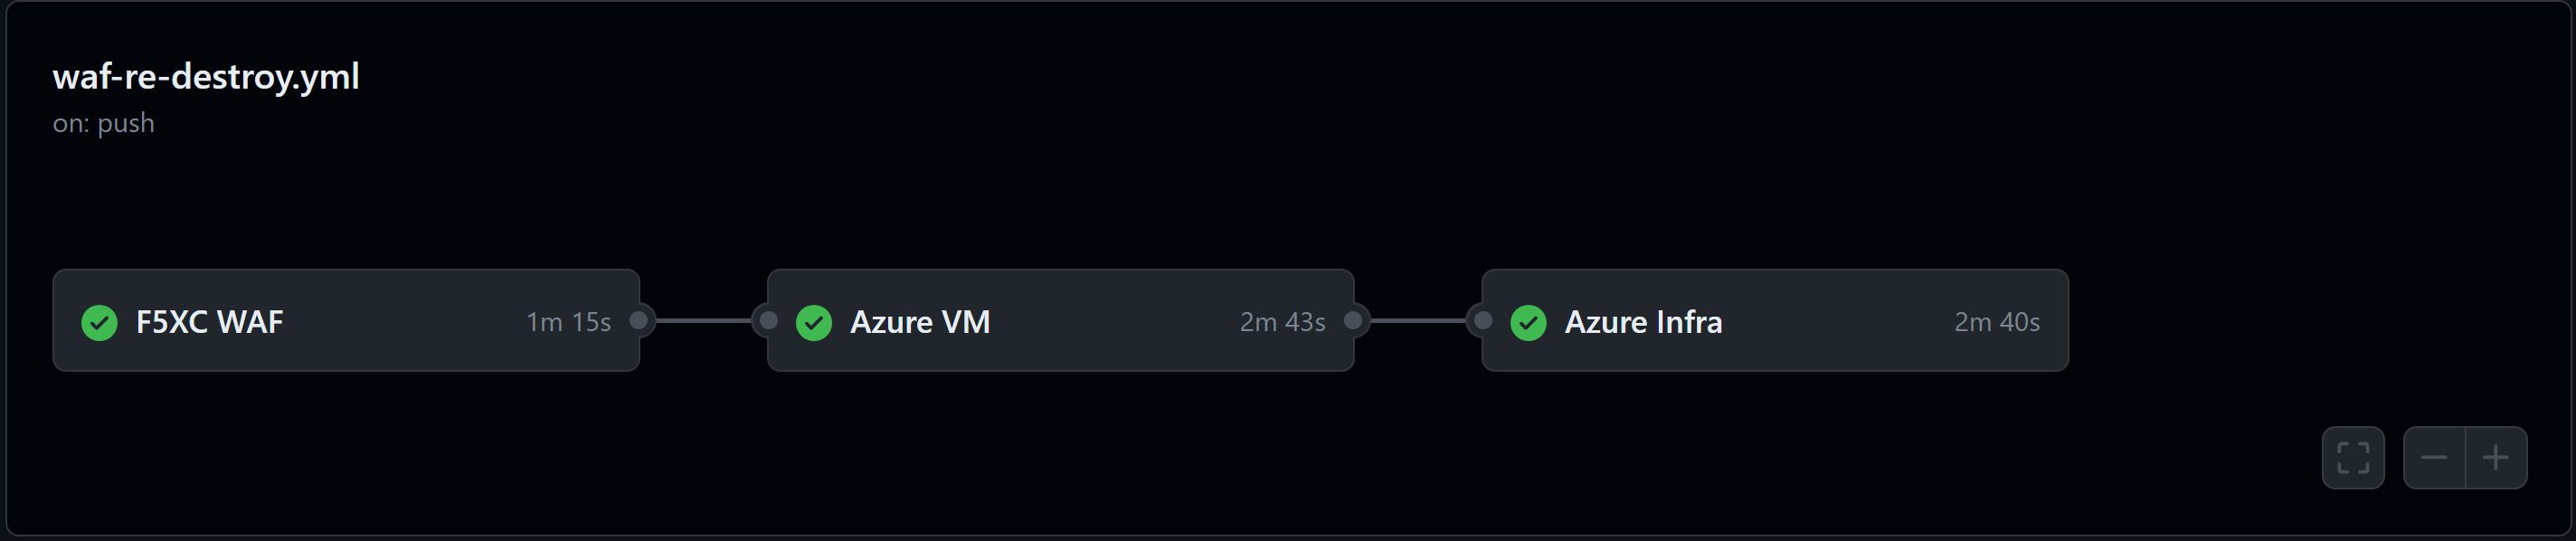 waf-re-destroy.yml
on: push
F5XC WAF 1m 15s
Azure VM 2m 43s
Azure Infra 2m 40s